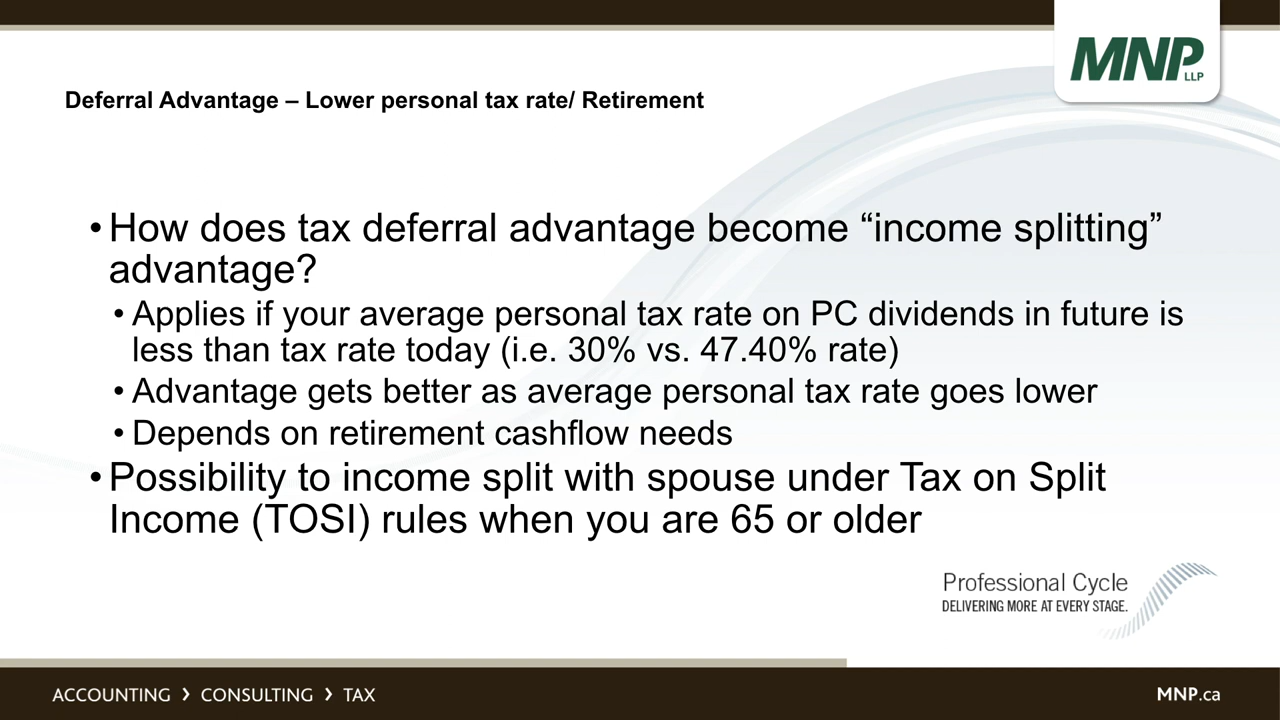 MNP
LLP
Deferral Advantage – Lower personal tax rate/ Retirement
• How does tax deferral advantage become “income splitting”
advantage?
• Applies if your average personal tax rate on PC dividends in future is
less than tax rate today (i.e. 30% vs. 47.40% rate)
• Advantage gets better as average personal tax rate goes lower
• Depends on retirement cashflow needs
• Possibility to income split with spouse under Tax on Split
Income (TOSI) rules when you are 65 or older
Professional Cycle
DELIVERING MORE AT EVERY STAGE.
ACCOUNTING › CONSULTING › TAX
MNP.ca